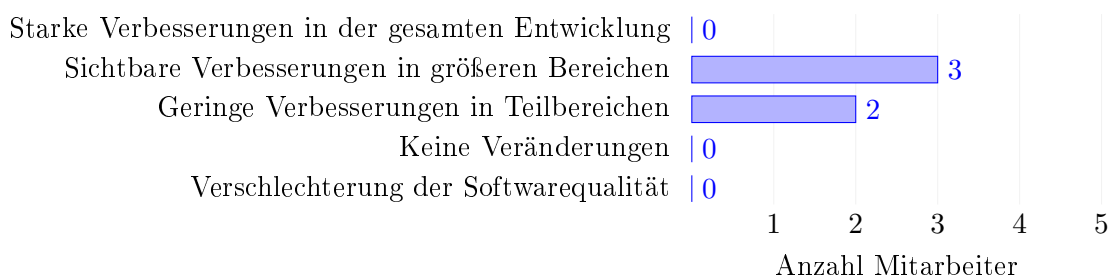 Starke Verbesserungen in der gesamten Entwicklung 0
Sichtbare Verbesserungen in größeren Bereichen 3
Geringe Verbesserungen in Teilbereichen 2
Keine Veränderungen 0
Verschlechterung der Softwarequalität 0
1 2 3 4 5
Anzahl Mitarbeiter